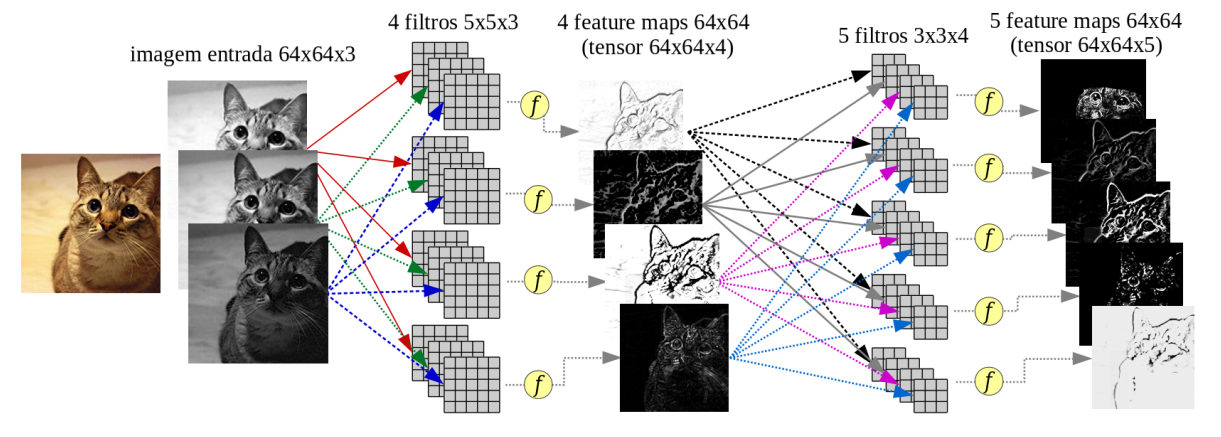 imagem entrada 64x64x3
4 filtros 5x5x3
4 feature maps 64x64
(tensor 64x64x4)
5 filtros 3x3x4
5 feature maps 64x64
(tensor 64x64x5)
f
f
f
f
f
f
f
f
f